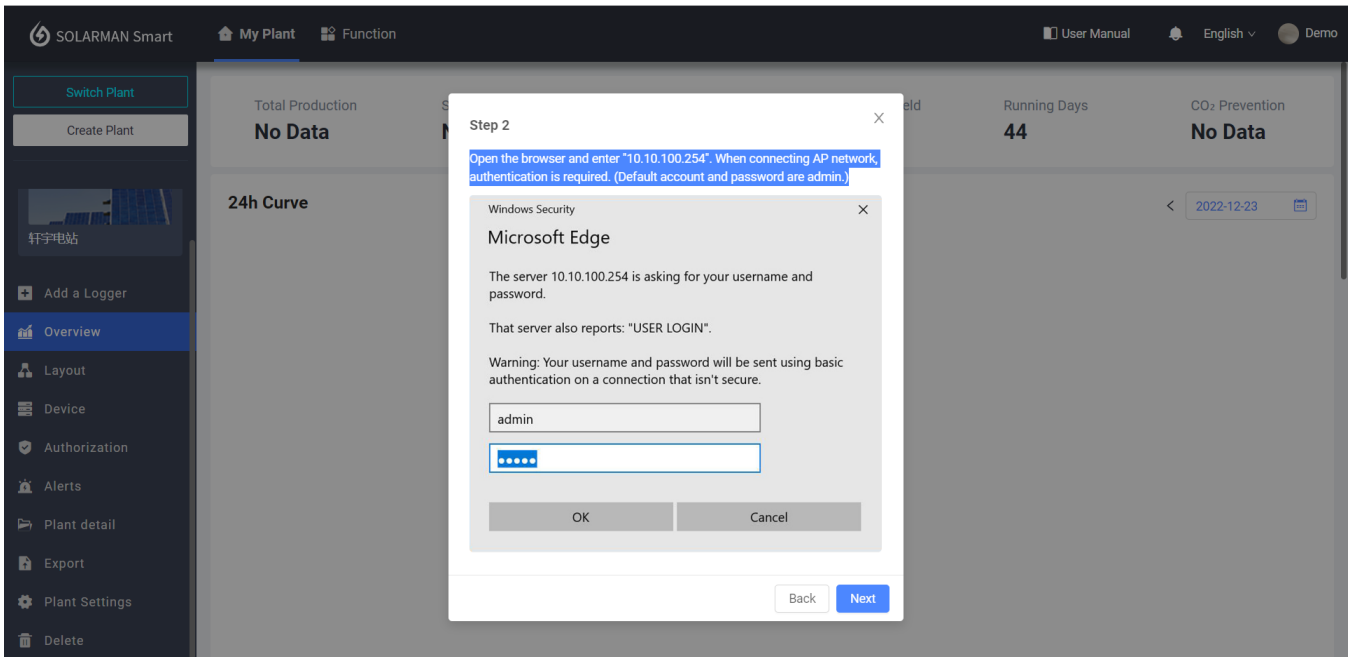 SOLARMAN Smart
My Plant
Function
User Manual
English
Demo
Switch Plant
Create Plant
轩宇电站
Add a Logger
Overview
Layout
Device
Authorization
Alerts
Plant detail
Export
Plant Settings
Delete
Total Production
No Data
Running Days
44
CO₂ Prevention
No Data
24h Curve
2022-12-23
Step 2
Open the browser and enter "10.10.100.254". When connecting AP network,
authentication is required. (Default account and password are admin.)
Windows Security
Microsoft Edge
The server 10.10.100.254 is asking for your username and
password.
That server also reports: "USER LOGIN".
Warning: Your username and password will be sent using basic
authentication on a connection that isn't secure.
admin
OK
Cancel
Back
Next